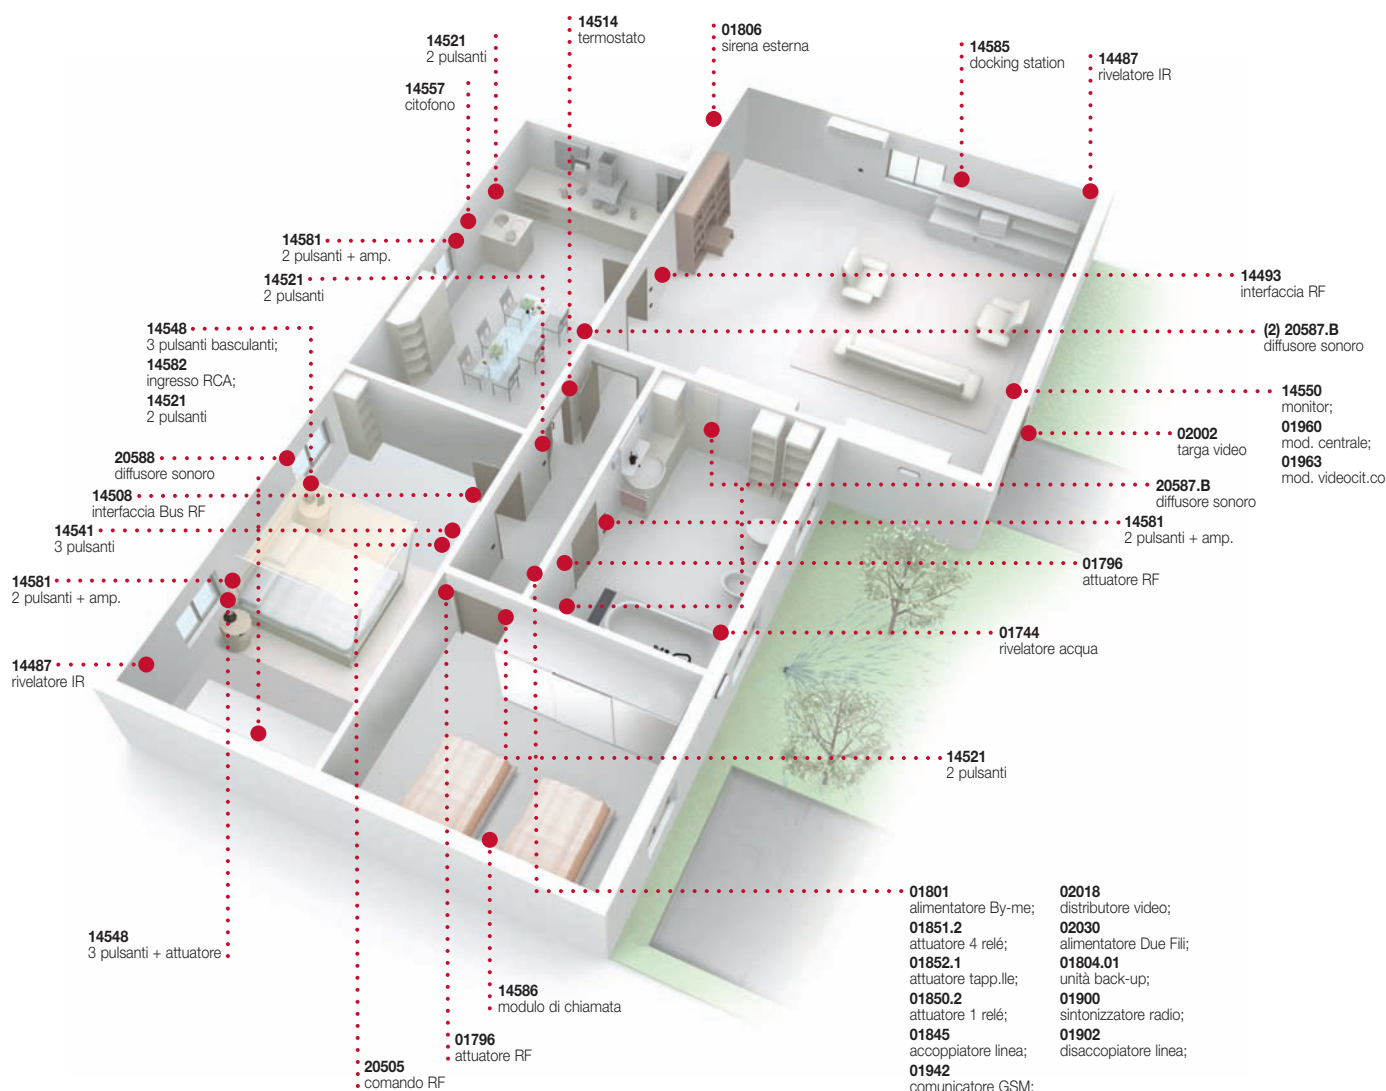 14514
termostato
01806
sirena esterna
14521
2 pulsanti
14585
docking station
14487
rivelatore IR
14557
citofono
14581
2 pulsanti + amp.
14521
2 pulsanti
14493
interfaccia RF
14548
3 pulsanti basculanti;
14582
ingresso RCA;
14521
2 pulsanti
(2) 20587.B
diffusore sonoro
14550
monitor;
01960
mod. centrale;
01963
mod. videocit.co
02002
targa video
20588
diffusore sonoro
14508
interfaccia Bus RF
14541
3 pulsanti
20587.B
diffusore sonoro
14581
2 pulsanti + amp.
01796
attuatore RF
14581
2 pulsanti + amp.
01744
rivelatore acqua
14487
rivelatore IR
14521
2 pulsanti
14548
3 pulsanti + attuatore
14586
modulo di chiamata
01796
attuatore RF
20505
comando RF
01801
alimentatore By-me;
01851.2
attuatore 4 relé;
01852.1
attuatore tapp.lle;
01850.2
attuatore 1 relé;
01845
accoppiatore linea;
01942
comunicatore GSM;
02018
distributore video;
02030
alimentatore Due Fili;
01804.01
unità back-up;
01900
sintonizzatore radio;
01902
disaccopiatore linea;